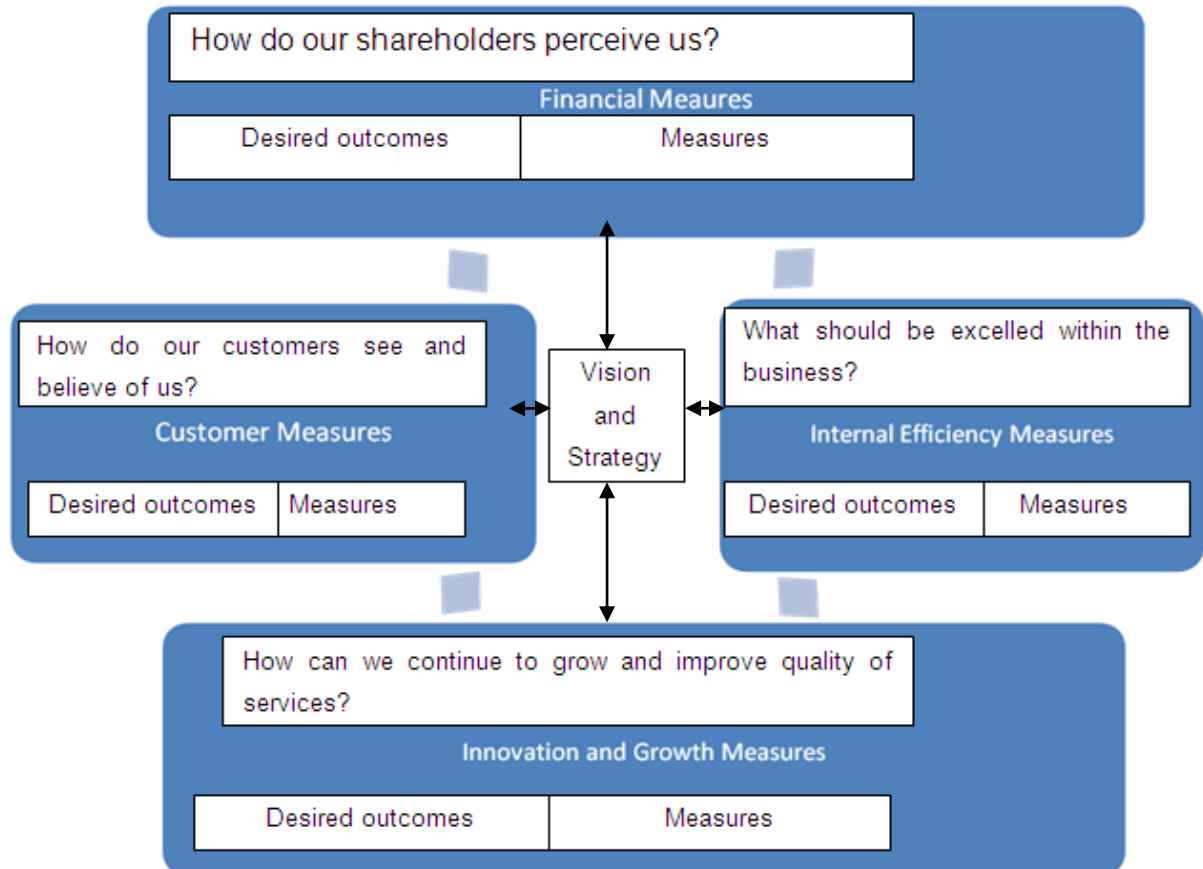 How do our shareholders perceive us?
Financial Meaures
Desired outcomes
Measures
How do our customers see and
believe of us?
Customer Measures
Desired outcomes
Measures
Vision
and
Strategy
What should be excelled within the
business?
Internal Efficiency Measures
Desired outcomes
Measures
How can we continue to grow and improve quality of
services?
Innovation and Growth Measures
Desired outcomes
Measures